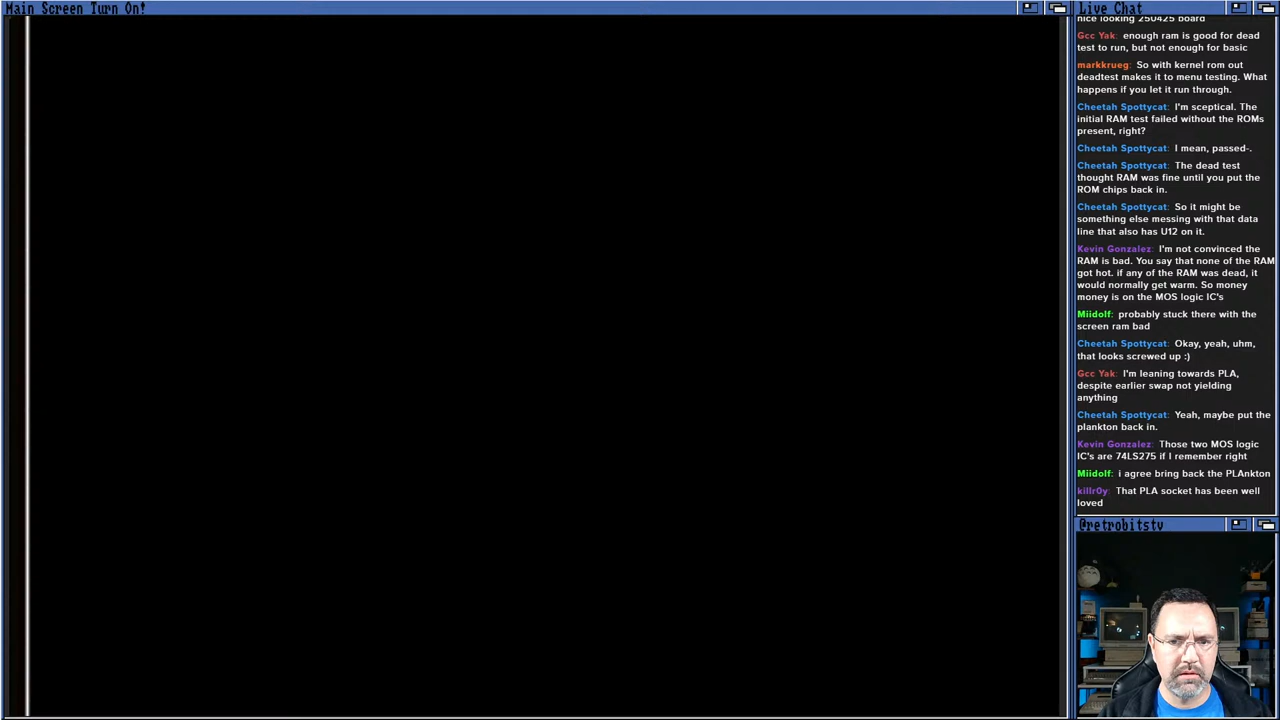 Main Screen Turn On!
Live Chat
nice looking 250425 board
Gcc Yak: enough ram is good for dead
test to run, but not enough for basic
markkrueg: So with kernel rom out
deadtest makes it to menu testing. What
happens if you let it run through.
Cheetah Spottycat: I'm sceptical. The
initial RAM test failed without the ROMs
present, right?
Cheetah Spottycat: I mean, passed-.
Cheetah Spottycat: The dead test
thought RAM was fine until you put the
ROM chips back in.
Cheetah Spottycat: So it might be
something else messing with that data
line that also has U12 on it.
Kevin Gonzalez: I'm not convinced the
RAM is bad. You say that none of the RAM
got hot. if any of the RAM was dead, it
would normally get warm. So money
money is on the MOS logic IC's
Miidolf: probably stuck there with the
screen ram bad
Cheetah Spottycat: Okay, yeah, uhm,
that looks screwed up :)
Gcc Yak: I'm leaning towards PLA,
despite earlier swap not yielding
anything
Cheetah Spottycat: Yeah, maybe put the
plankton back in.
Kevin Gonzalez: Those two MOS logic
IC's are 74LS275 if I remember right
Miidolf: i agree bring back the PLAnkton
killr0y: That PLA socket has been well
loved
@retrobitstv